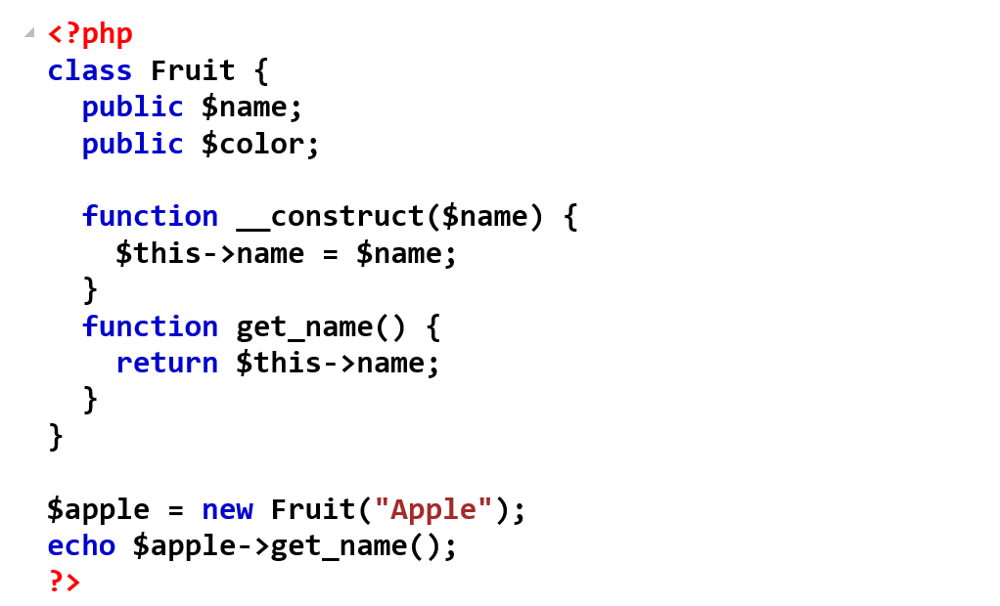 <?php
class Fruit {
  public $name;
  public $color;

  function __construct($name) {
    $this->name = $name;
  }
  function get_name() {
    return $this->name;
  }
}

$apple = new Fruit("Apple");
echo $apple->get_name();
?>